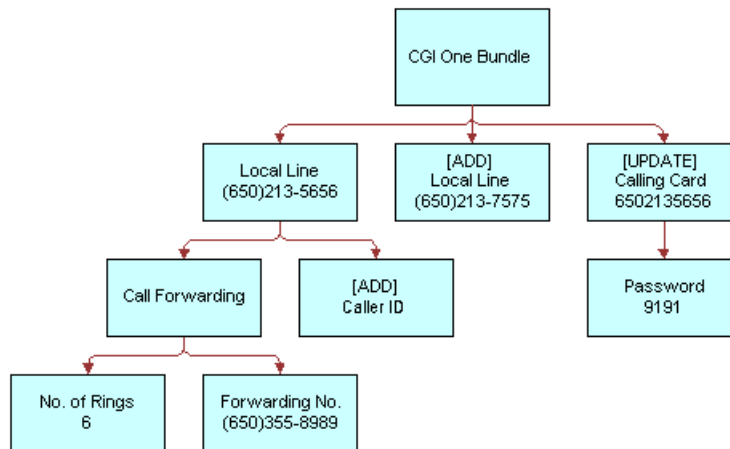 CGI One Bundle
Local Line
(650)213-5656
[ADD]
Local Line
(650)213-7575
[UPDATE]
Calling Card
6502135656
Call Forwarding
[ADD]
Caller ID
Password
9191
No. of Rings
6
Forwarding No.
(650)355-8989